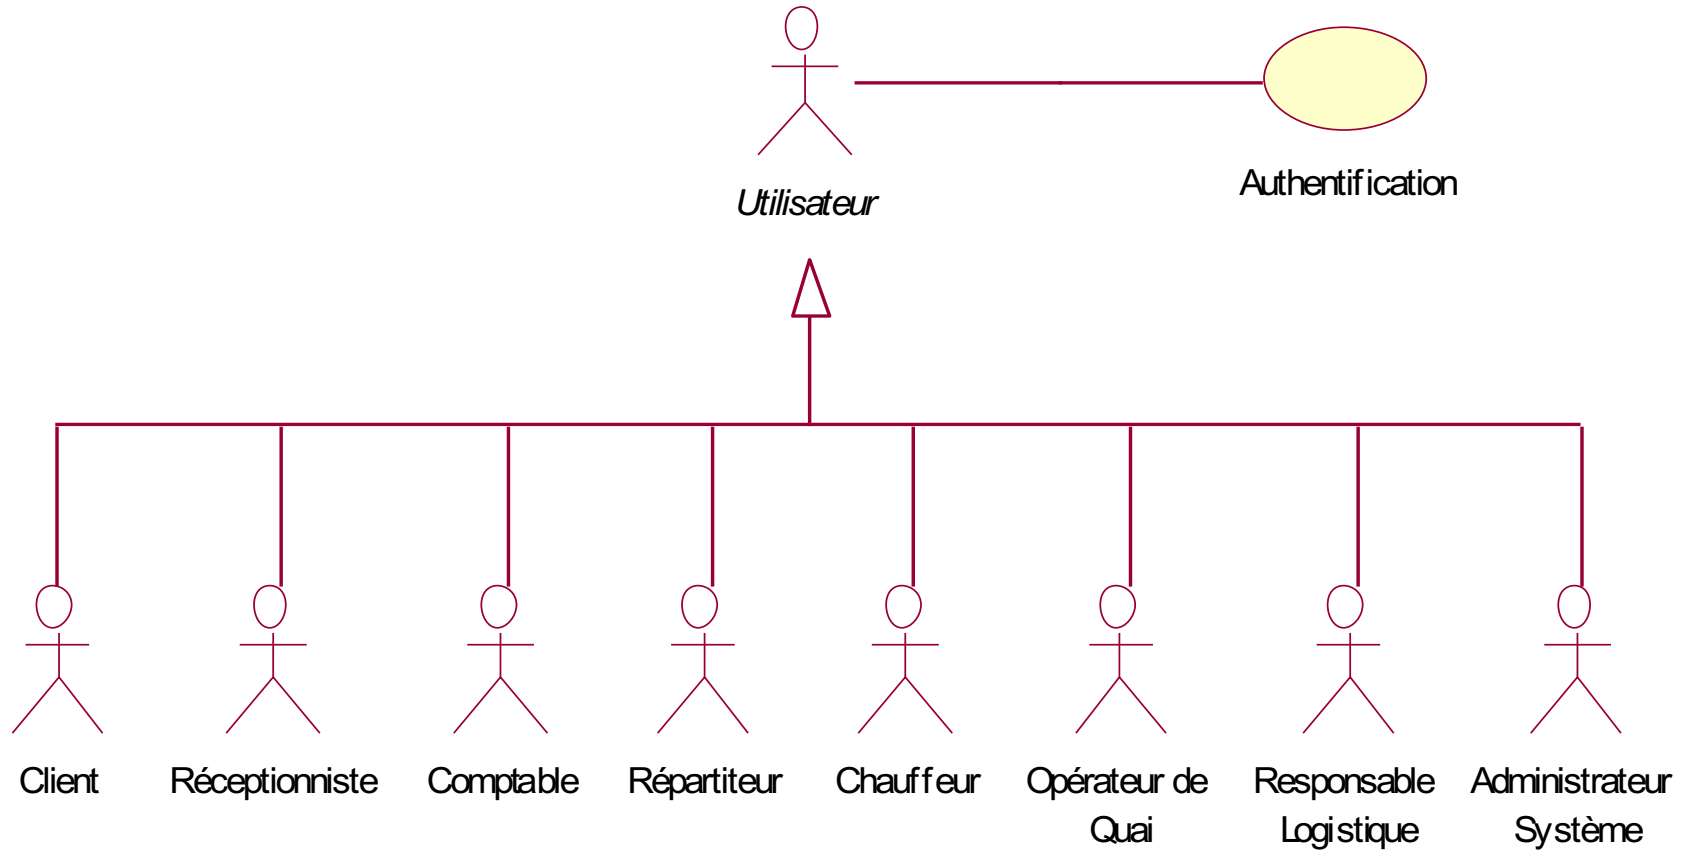 Utilisateur
Authentification
Client
Réceptionniste
Comptable
Répartiteur
Chauffeur
Opérateur de
Quai
Responsable
Logistique
Administrateur
Système